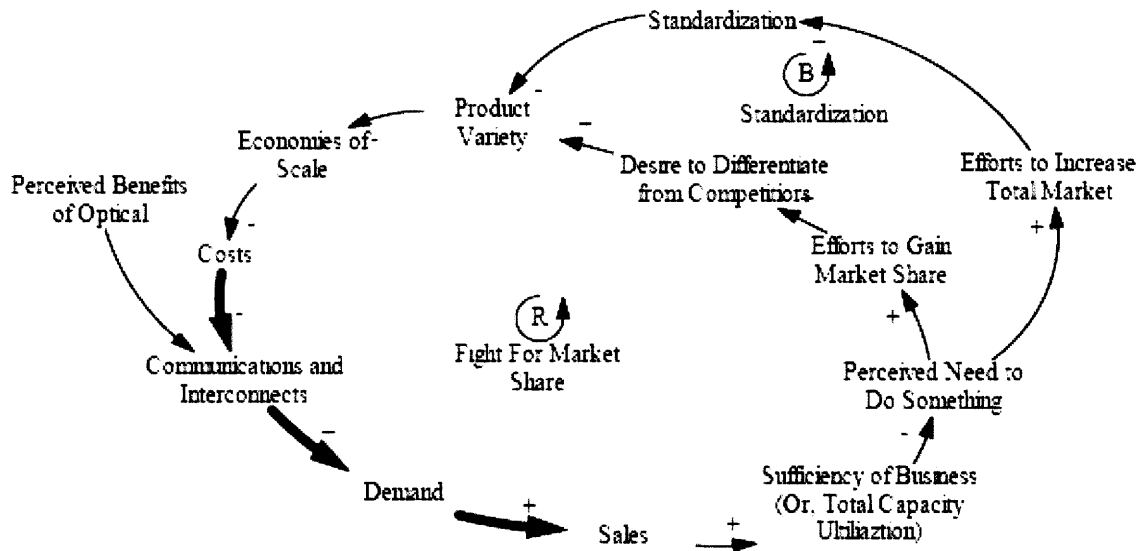 Standardization
B
Standardization
Product
Variety
Economies of
Scale
Desire to Differentiate
from Competitiors
Efforts to Increase
Total Market
Perceived Benefits
of Optical
Costs
Efforts to Gain
Market Share
R
Fight For Market
Share
Communications and
Interconnects
Perceived Need to
Do Something
Demand
Sales
Sufficiency of Business
(Or, Total Capacity
Ultiliaztion)